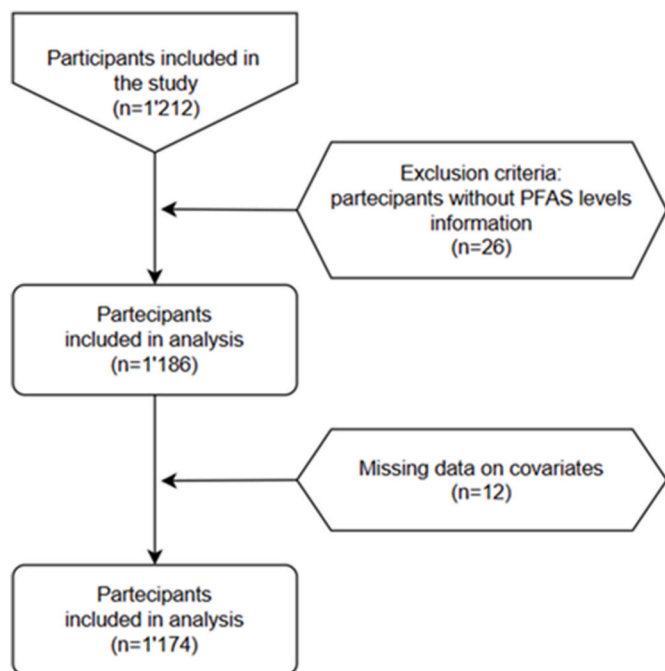 Participants included in
the study
(n=1'212)
Exclusion criteria:
partecipants without PFAS levels
information
(n=26)
Partecipants
included in analysis
(n=1'186)
Missing data on covariates
(n=12)
Partecipants
included in analysis
(n=1'174)